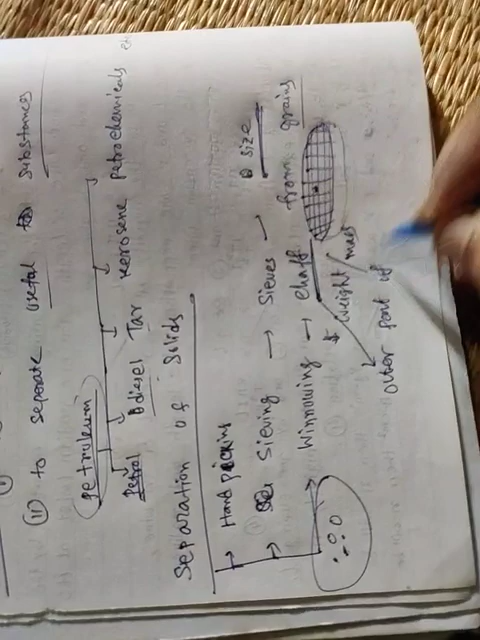 (ii) to separate useful substances
petroleum
Petrol diesel Tar kerosene petrochemicals etc
Separation of Solids
→ Hand picking
→ Sieving → Sieves → size
→ Winnowing → chaff from grains
↓ weight mass
outer part of